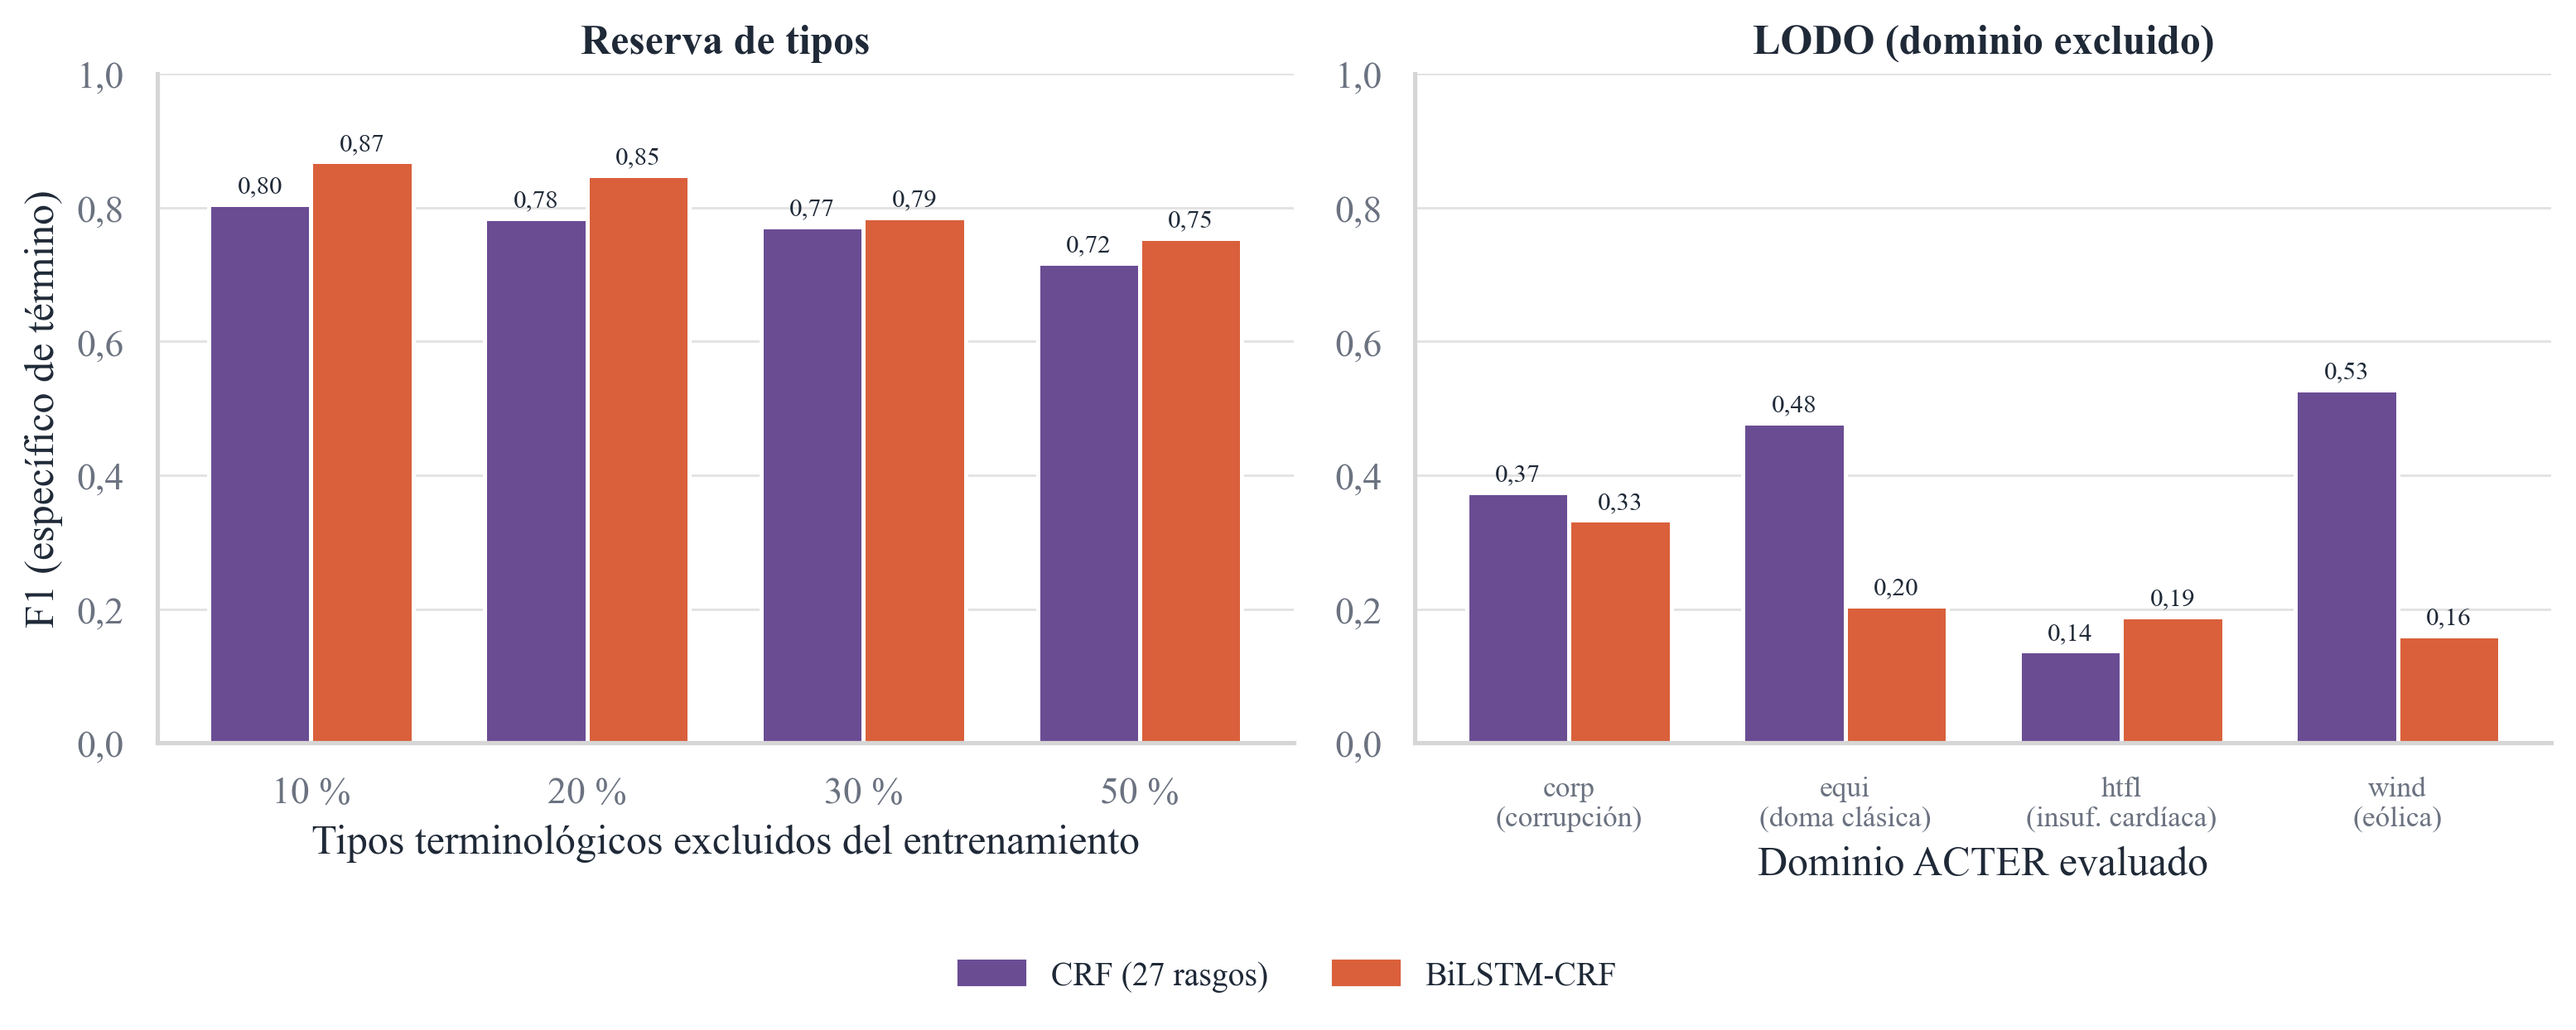 Reserva de tipos
F1 (específico de término)
1,0
0,8
0,6
0,4
0,2
0,0
0,80
0,87
0,78
0,85
0,77
0,79
0,72
0,75
10 %
20 %
30 %
50 %
Tipos terminológicos excluidos del entrenamiento
LODO (dominio excluido)
1,0
0,8
0,6
0,4
0,2
0,0
0,37
0,33
0,48
0,20
0,14
0,19
0,53
0,16
corp
(corrupción)
equi
(doma clásica)
htfl
(insuf. cardíaca)
wind
(eólica)
Dominio ACTER evaluado
CRF (27 rasgos)
BiLSTM-CRF